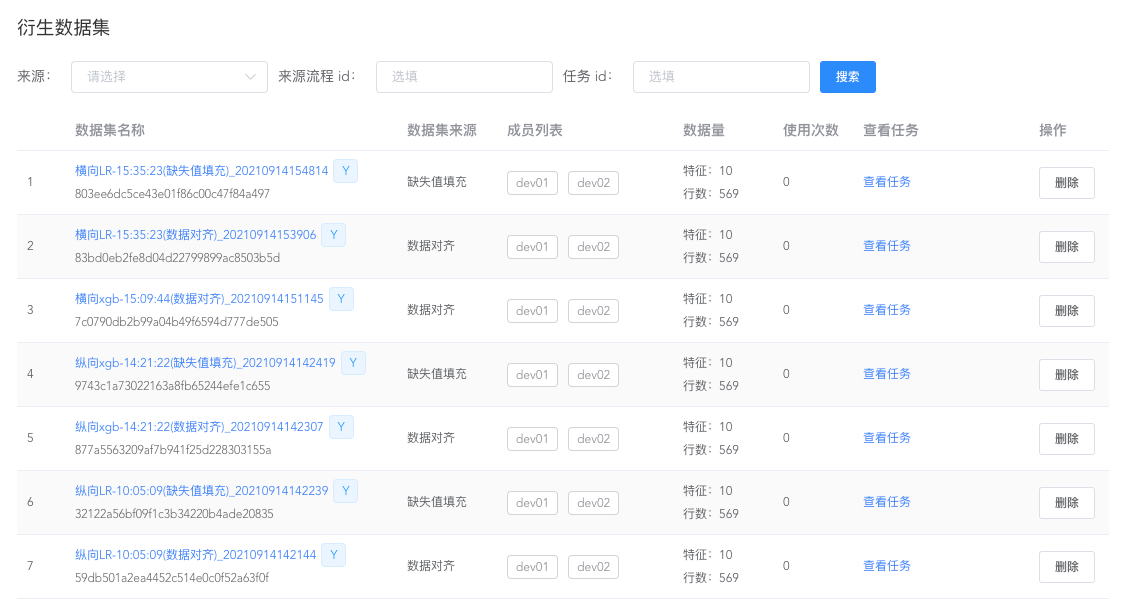 衍生数据集
来源： 请选择 来源流程 id： 选填 任务 id： 选填 搜索
数据集名称 数据集来源 成员列表 数据量 使用次数 查看任务 操作
横向LR-15:35:23(缺失值填充)_20210914154814 Y 特征：10
1 缺失值填充 dev01 dev02 0 查看任务 删除
803ee6dc5ce43e01f86c00c47f84a497 行数：569
横向LR-15:35:23(数据对齐)_20210914153906 Y 特征：10
2 数据对齐 dev01 dev02 0 查看任务 删除
83bd0eb2fe8d04d22799899ac8503b5d 行数：569
横向xgb-15:09:44(数据对齐)_20210914151145 Y 特征：10
3 数据对齐 dev01 dev02 0 查看任务 删除
7c0790db2b99a04b49f6594d777de505 行数：569
纵向xgb-14:21:22(缺失值填充)_20210914142419 Y 特征：10
4 缺失值填充 dev01 dev02 0 查看任务 删除
9743c1a73022163a8fb65244efe1c655 行数：569
纵向xgb-14:21:22(数据对齐)_20210914142307 Y 特征：10
5 数据对齐 dev01 dev02 0 查看任务 删除
877a5563209af7b941f25d228303155a 行数：569
纵向LR-10:05:09(缺失值填充)_20210914142239 Y 特征：10
6 缺失值填充 dev01 dev02 0 查看任务 删除
32122a56bf09f1c3b34220b4ade20835 行数：569
纵向LR-10:05:09(数据对齐)_20210914142144 Y 特征：10
7 数据对齐 dev01 dev02 0 查看任务 删除
59db501a2ea4452c514e0c0f52a63f0f 行数：569